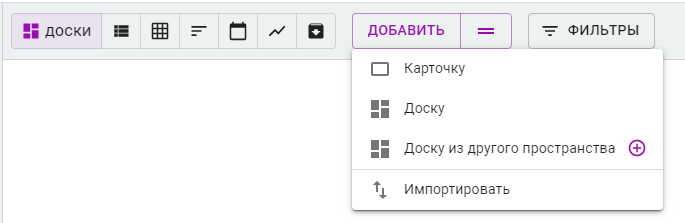 ДОСКИ
ДОБАВИТЬ
ФИЛЬТРЫ
Карточку
Доску
Доску из другого пространства
Импортировать